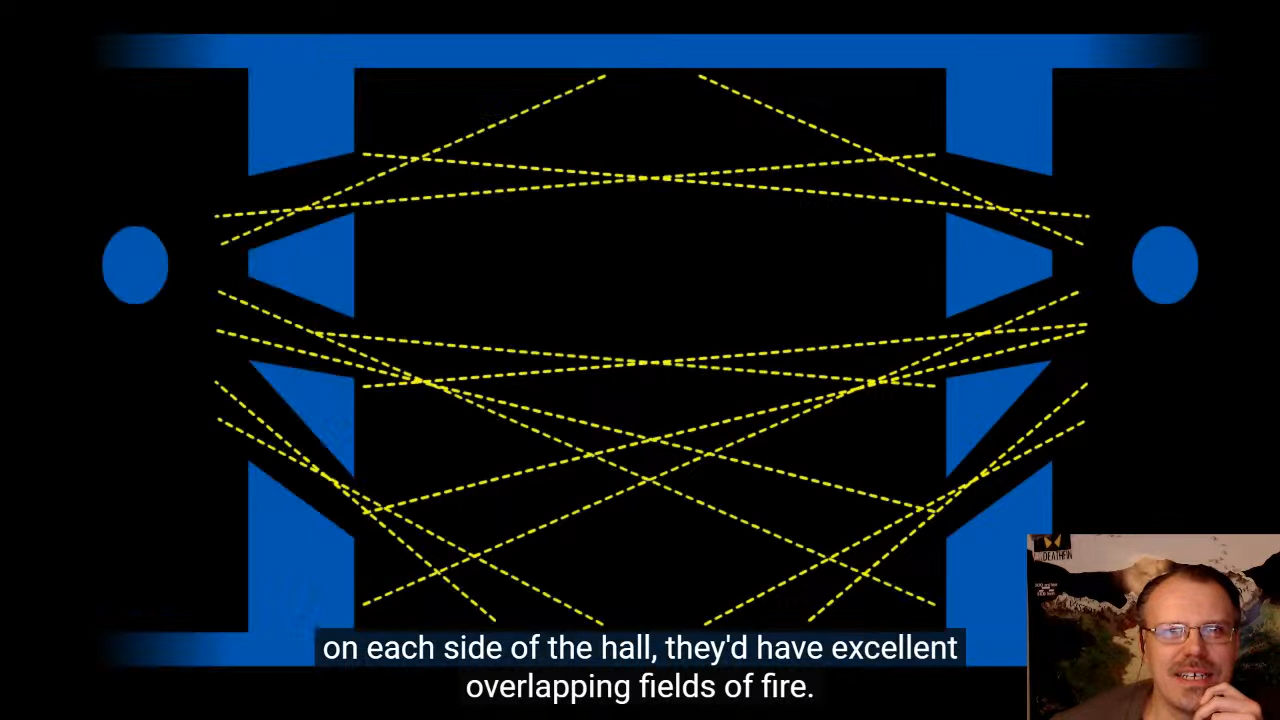 on each side of the hall, they'd have excellent
overlapping fields of fire.